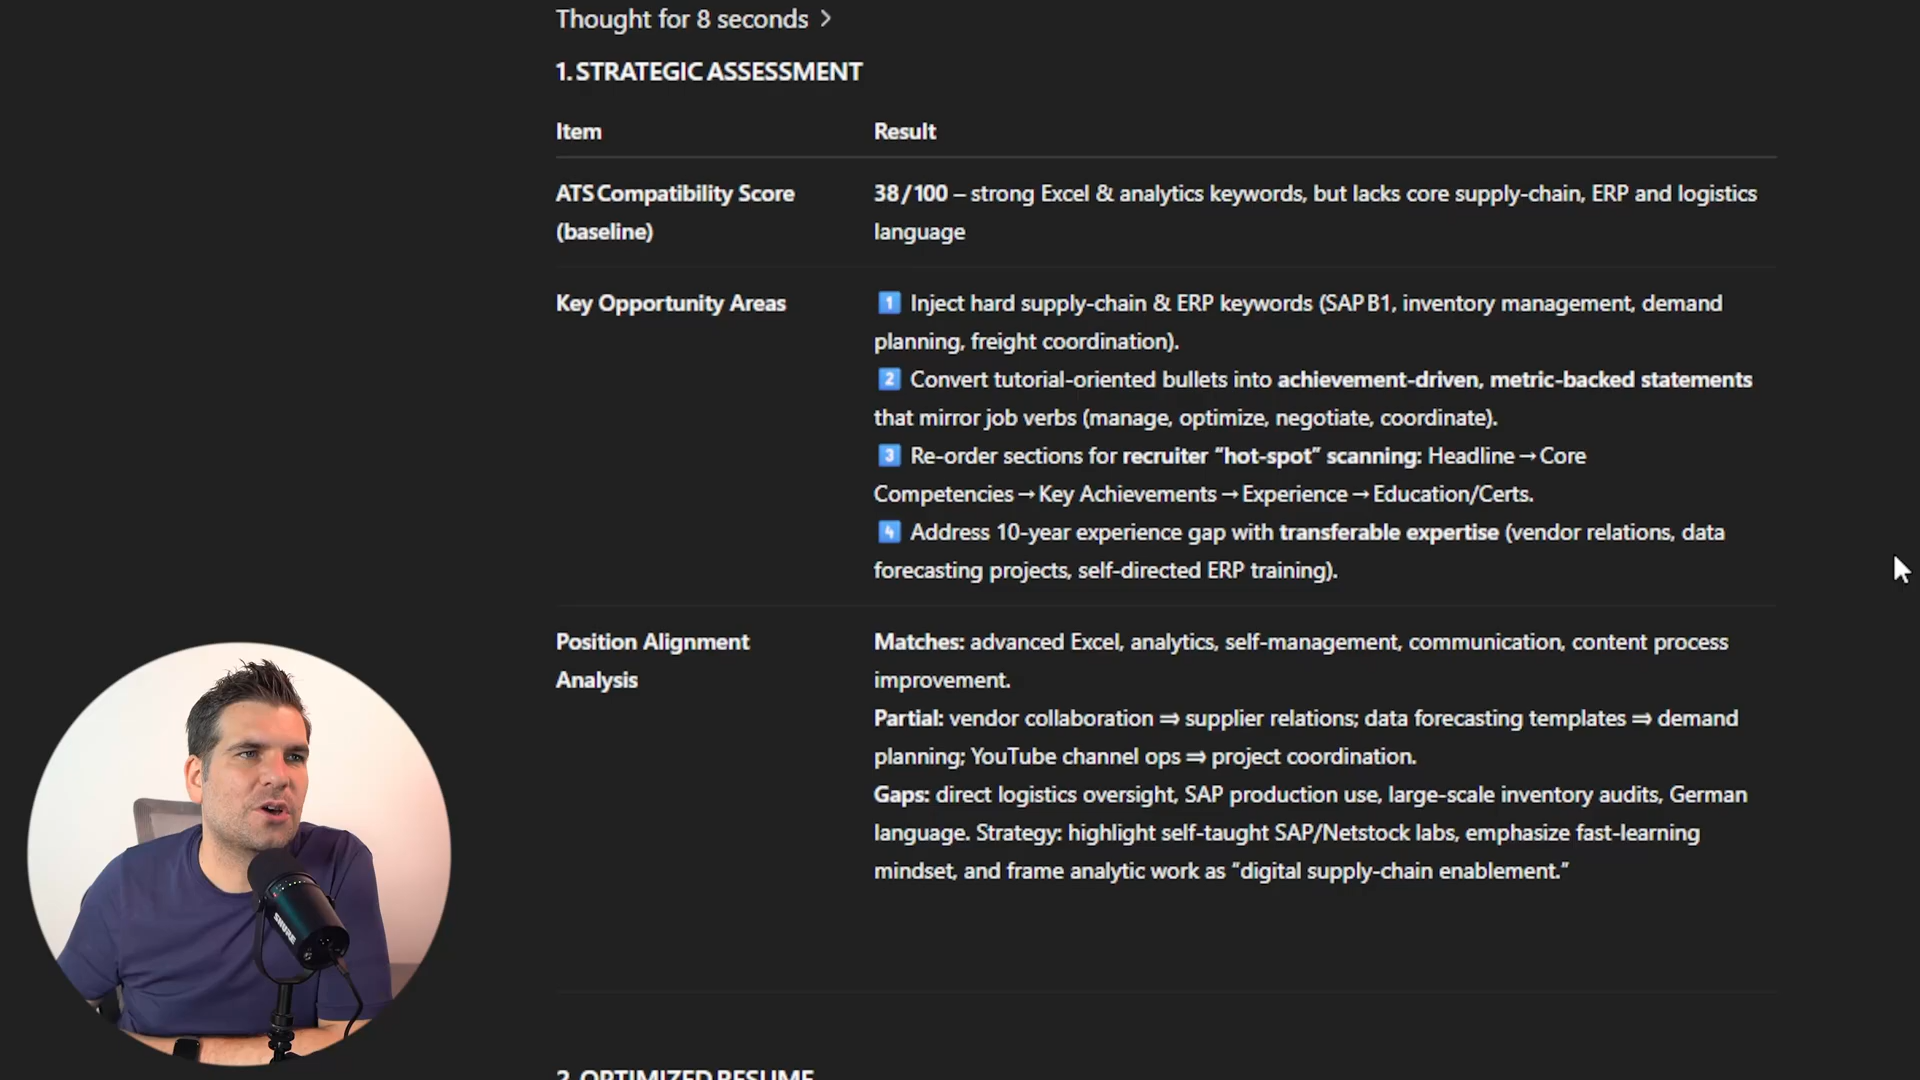 Thought for 8 seconds >
1. STRATEGIC ASSESSMENT
Item Result
ATS Compatibility Score 38/100 – strong Excel & analytics keywords, but lacks core supply-chain, ERP and logistics
(baseline) language
Key Opportunity Areas 1 Inject hard supply-chain & ERP keywords (SAP B1, inventory management, demand
planning, freight coordination).
2 Convert tutorial-oriented bullets into achievement-driven, metric-backed statements
that mirror job verbs (manage, optimize, negotiate, coordinate).
3 Re-order sections for recruiter “hot-spot” scanning: Headline → Core
Competencies → Key Achievements → Experience → Education/Certs.
4 Address 10-year experience gap with transferable expertise (vendor relations, data
forecasting projects, self-directed ERP training).
Position Alignment Matches: advanced Excel, analytics, self-management, communication, content process
Analysis improvement.
Partial: vendor collaboration ⇒ supplier relations; data forecasting templates ⇒ demand
planning; YouTube channel ops ⇒ project coordination.
Gaps: direct logistics oversight, SAP production use, large-scale inventory audits, German
language. Strategy: highlight self-taught SAP/Netstock labs, emphasize fast-learning
mindset, and frame analytic work as “digital supply-chain enablement.”
SHURE
2. OPTIMIZED RESUME